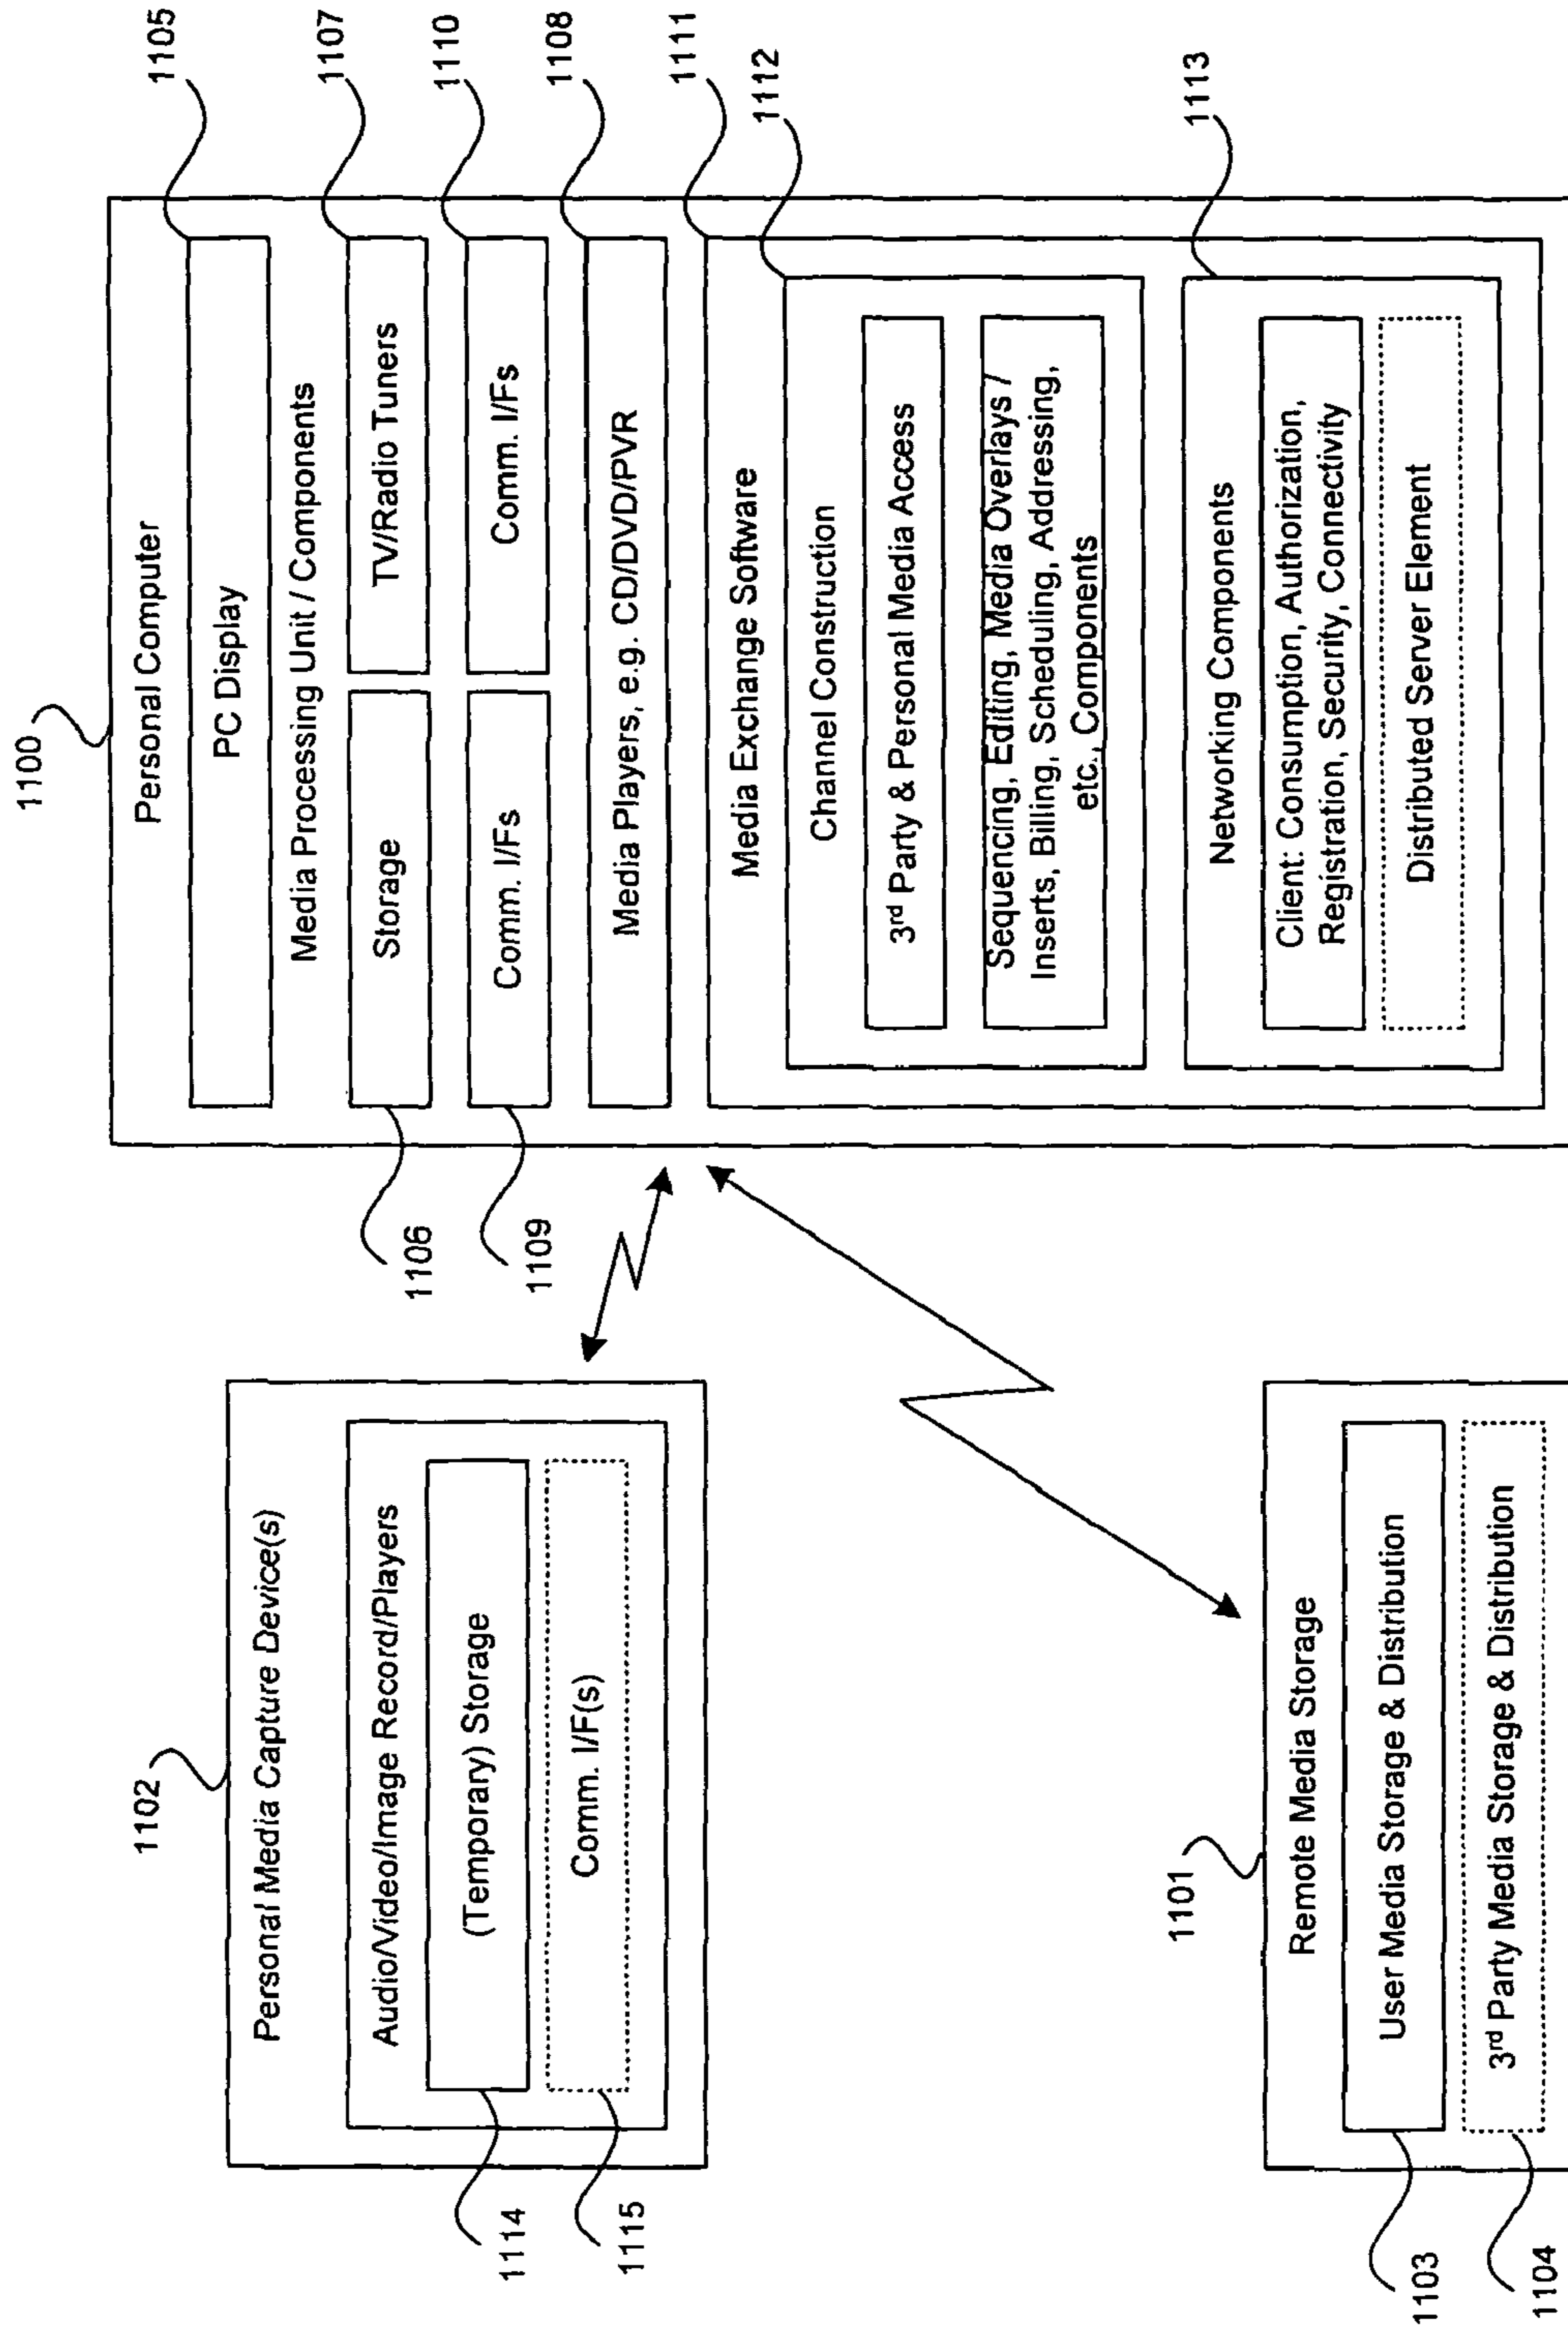 1102
Personal Media Capture Device(s)
Audio/Video/Image Record/Players
(Temporary) Storage
Comm. I/F(s)
1114
1115
1101
Remote Media Storage
User Media Storage & Distribution
3rd Party Media Storage & Distribution
1103
1104
1100
Personal Computer
PC Display
Media Processing Unit / Components
Storage
TV/Radio Tuners
Comm. I/Fs
Comm. I/Fs
Media Players, e.g. CD/DVD/PVR
Media Exchange Software
Channel Construction
3rd Party & Personal Media Access
Sequencing, Editing, Media Overlays /
Inserts, Billing, Scheduling, Addressing,
etc., Components
Networking Components
Client: Consumption, Authorization,
Registration, Security, Connectivity
Distributed Server Element
1106
1109
1105
1107
1110
1108
1111
1112
1113